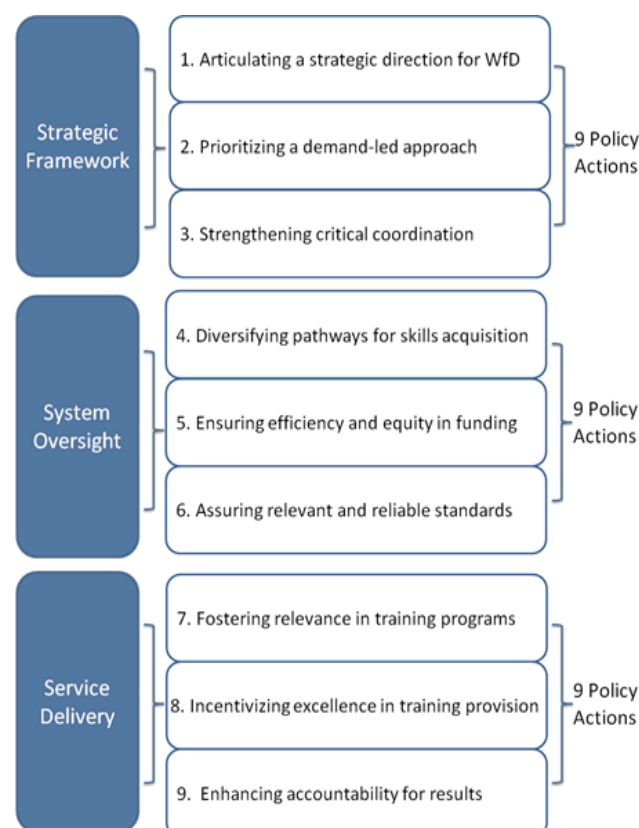 Strategic
Framework
1. Articulating a strategic direction for WfD
2. Prioritizing a demand-led approach
3. Strengthening critical coordination
9 Policy
Actions
System
Oversight
4. Diversifying pathways for skills acquisition
5. Ensuring efficiency and equity in funding
6. Assuring relevant and reliable standards
9 Policy
Actions
Service
Delivery
7. Fostering relevance in training programs
8. Incentivizing excellence in training provision
9. Enhancing accountability for results
9 Policy
Actions